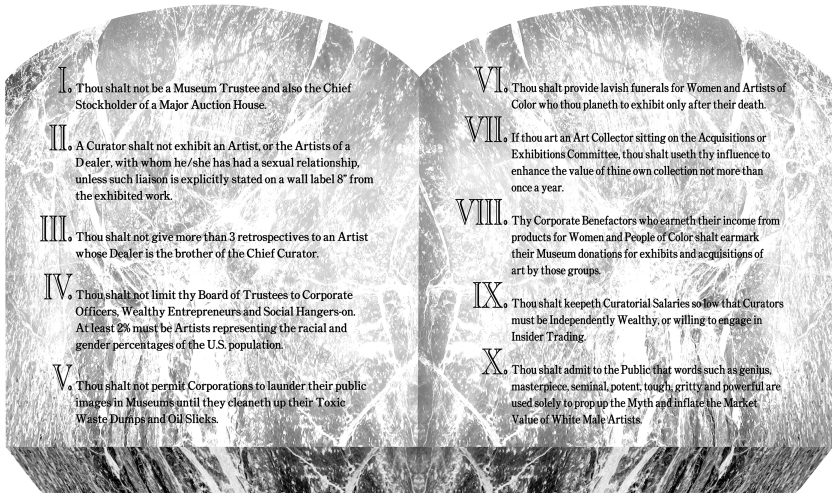 I. Thou shalt not be a Museum Trustee and also the Chief
Stockholder of a Major Auction House.
II. A Curator shalt not exhibit an Artist, or the Artists of a
Dealer, with whom he/she has had a sexual relationship,
unless such liaison is explicitly stated on a wall label 8" from
the exhibited work.
III. Thou shalt not give more than 3 retrospectives to an Artist
whose Dealer is the brother of the Chief Curator.
IV. Thou shalt not limit thy Board of Trustees to Corporate
Officers, Wealthy Entrepreneurs and Social Hangers-on.
At least 2% must be Artists representing the racial and
gender percentages of the U.S. population.
V. Thou shalt not permit Corporations to launder their public
images in Museums until they cleaneth up their Toxic
Waste Dumps and Oil Slicks.
VI. Thou shalt provide lavish funerals for Women and Artists of
Color who thou planeth to exhibit only after their death.
VII. If thou art an Art Collector sitting on the Acquisitions or
Exhibitions Committee, thou shalt useth thy influence to
enhance the value of thine own collection not more than
once a year.
VIII. Thy Corporate Benefactors who earneth their income from
products for Women and People of Color shalt earmark
their Museum donations for exhibits and acquisitions of
art by those groups.
IX. Thou shalt keepeth Curatorial Salaries so low that Curators
must be Independently Wealthy, or willing to engage in
Insider Trading.
X. Thou shalt admit to the Public that words such as genius,
masterpiece, seminal, potent, tough, gritty and powerful are
used solely to prop up the Myth and inflate the Market
Value of White Male Artists.